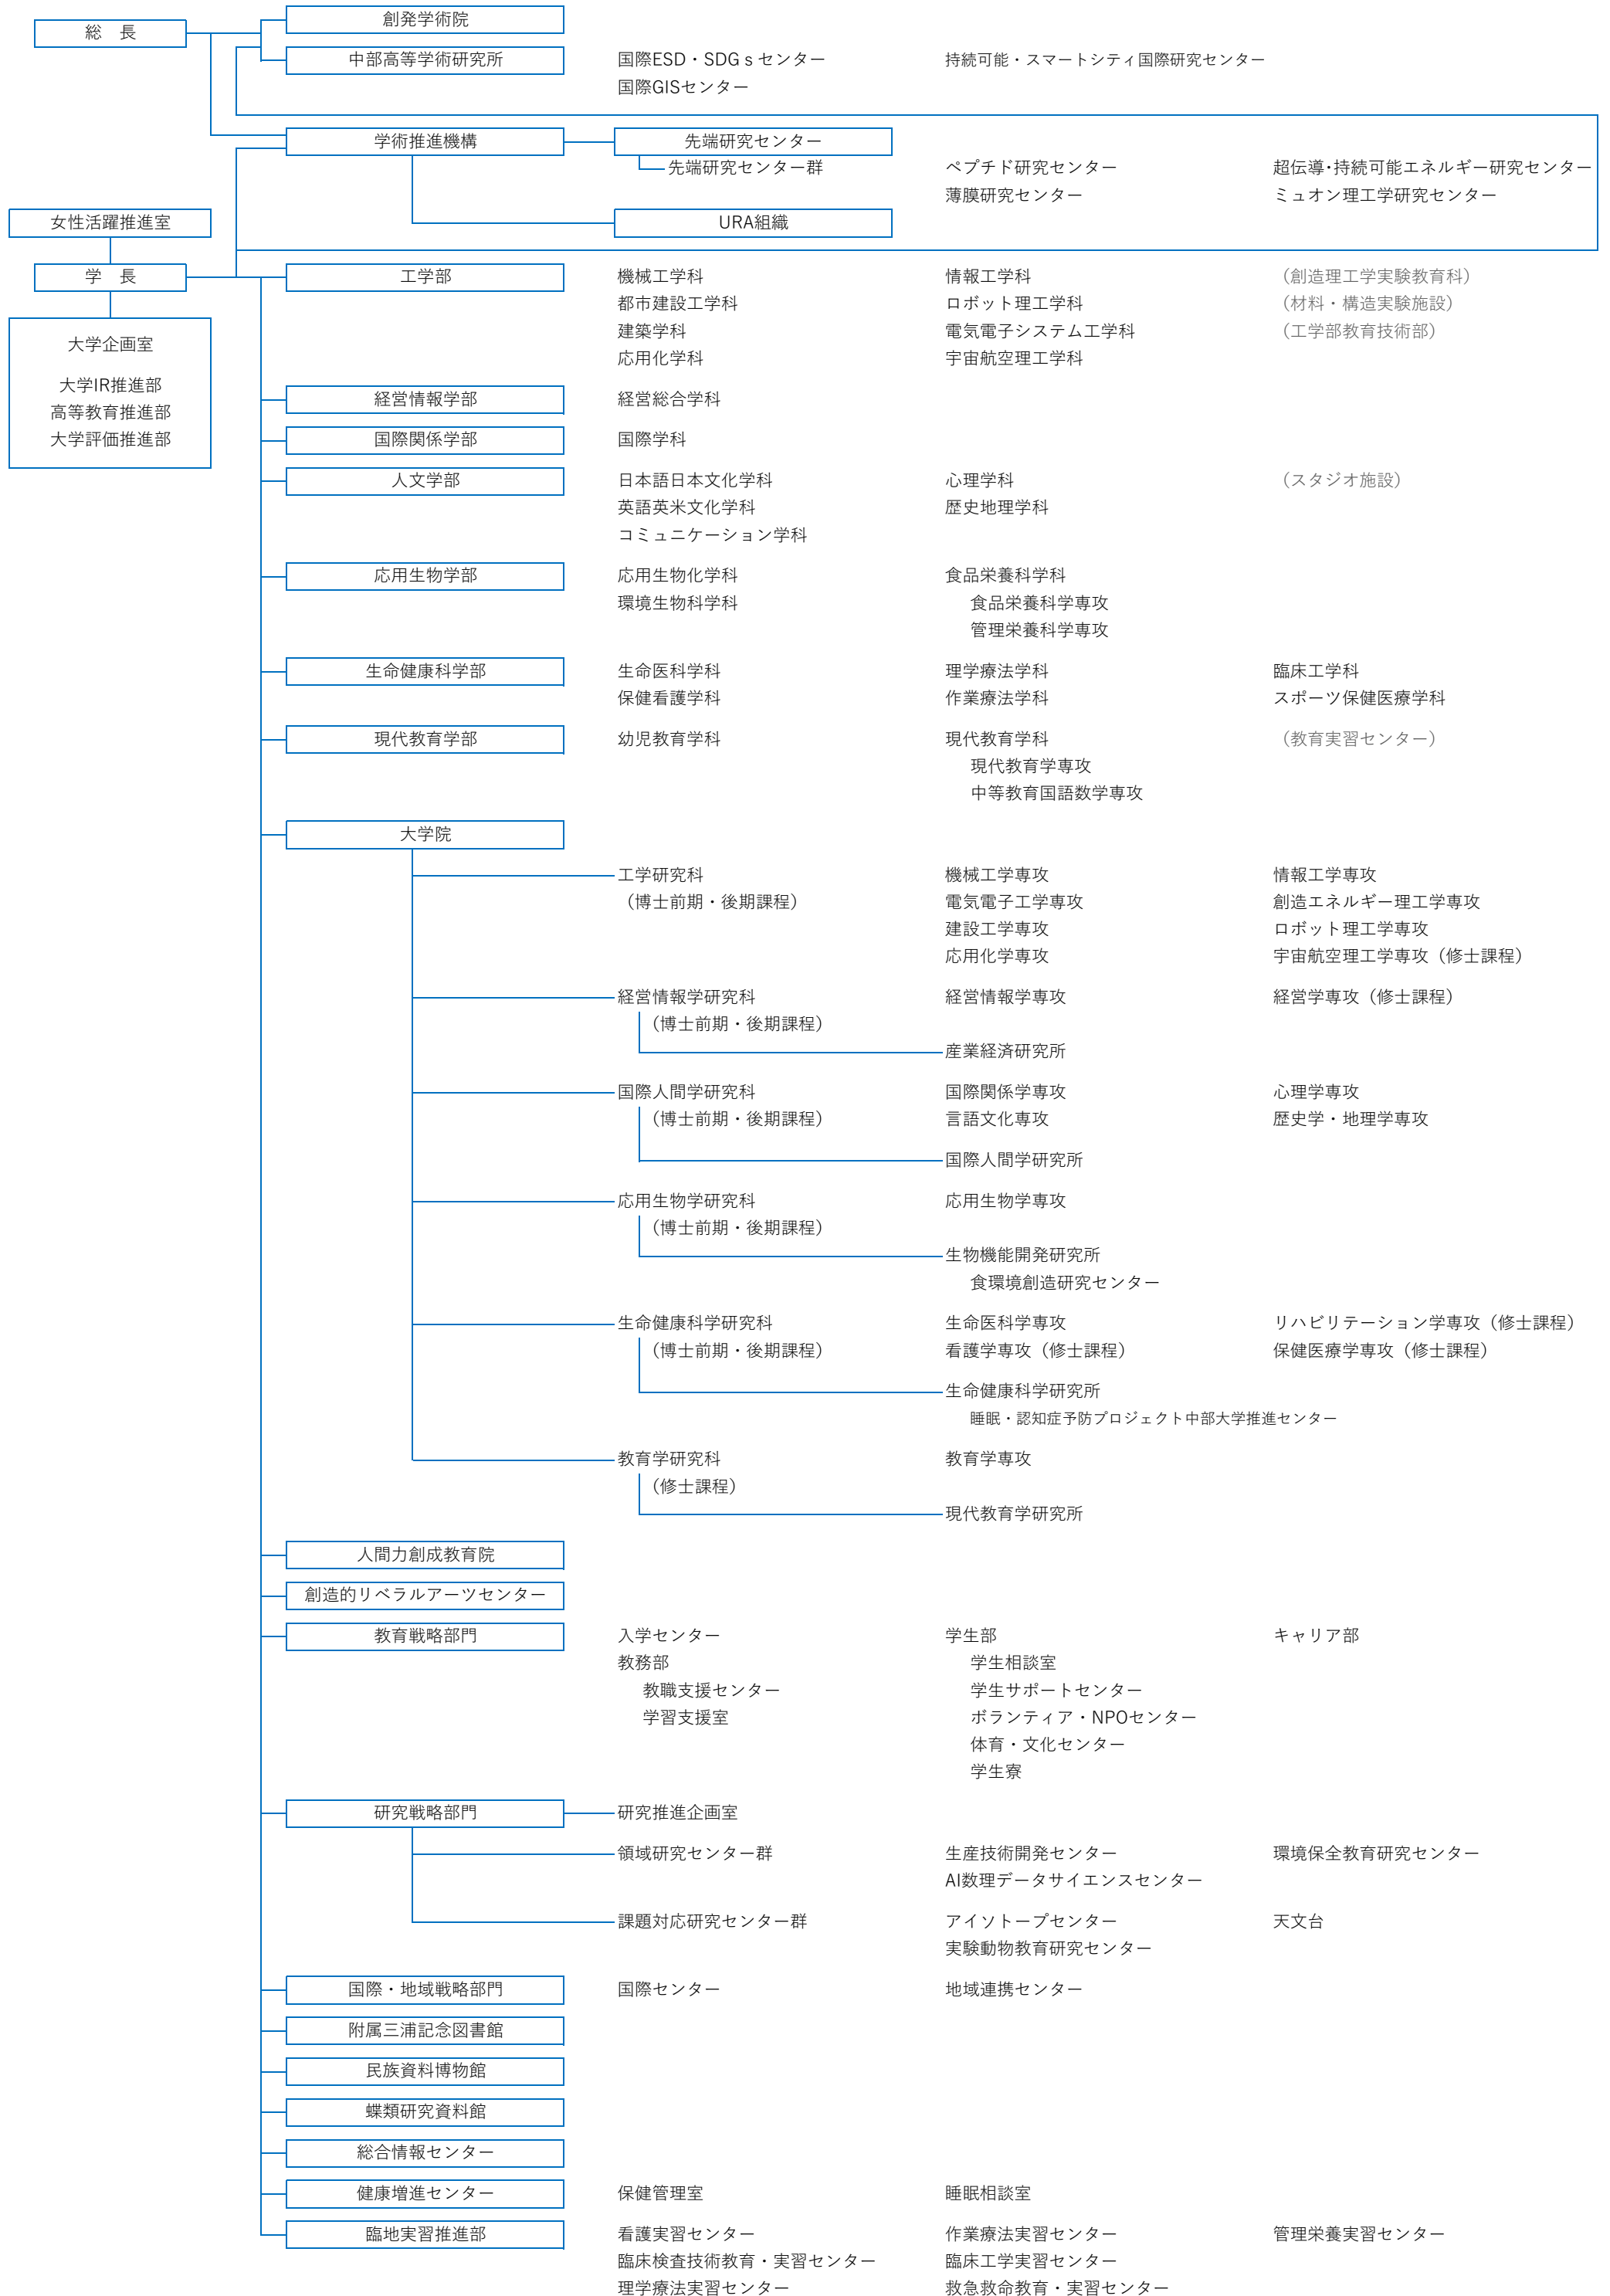 総　長
創発学術院
中部高等学術研究所
国際ESD・SDGｓセンター
持続可能・スマートシティ国際研究センター
国際GISセンター
学術推進機構
先端研究センター
先端研究センター群
ペプチド研究センター
超伝導・持続可能エネルギー研究センター
薄膜研究センター
ミュオン理工学研究センター
女性活躍推進室
URA組織
学　長
大学企画室
大学IR推進部
高等教育推進部
大学評価推進部
工学部
機械工学科
情報工学科
（創造理工学実験教育科）
都市建設工学科
ロボット理工学科
（材料・構造実験施設）
建築学科
電気電子システム工学科
（工学部教育技術部）
応用化学科
宇宙航空理工学科
経営情報学部
経営総合学科
国際関係学部
国際学科
人文学部
日本語日本文化学科
心理学科
（スタジオ施設）
英語英米文化学科
歴史地理学科
コミュニケーション学科
応用生物学部
応用生物化学科
食品栄養科学科
環境生物科学科
食品栄養科学専攻
管理栄養科学専攻
生命健康科学部
生命医科学科
理学療法学科
臨床工学科
保健看護学科
作業療法学科
スポーツ保健医療学科
現代教育学部
幼児教育学科
現代教育学科
（教育実習センター）
現代教育学専攻
中等教育国語数学専攻
大学院
工学研究科
機械工学専攻
情報工学専攻
（博士前期・後期課程）
電気電子工学専攻
創造エネルギー理工学専攻
建設工学専攻
ロボット理工学専攻
応用化学専攻
宇宙航空理工学専攻（修士課程）
経営情報学研究科
経営情報学専攻
経営学専攻（修士課程）
（博士前期・後期課程）
産業経済研究所
国際人間学研究科
国際関係学専攻
心理学専攻
（博士前期・後期課程）
言語文化専攻
歴史学・地理学専攻
国際人間学研究所
応用生物学研究科
応用生物学専攻
（博士前期・後期課程）
生物機能開発研究所
食環境創造研究センター
生命健康科学研究科
生命医科学専攻
リハビリテーション学専攻（修士課程）
（博士前期・後期課程）
看護学専攻（修士課程）
保健医療学専攻（修士課程）
生命健康科学研究所
睡眠・認知症予防プロジェクト中部大学推進センター
教育学研究科
教育学専攻
（修士課程）
現代教育学研究所
人間力創成教育院
創造的リベラルアーツセンター
教育戦略部門
入学センター
学生部
キャリア部
教務部
学生相談室
教職支援センター
学生サポートセンター
学習支援室
ボランティア・NPOセンター
体育・文化センター
学生寮
研究戦略部門
研究推進企画室
領域研究センター群
生産技術開発センター
環境保全教育研究センター
AI数理データサイエンスセンター
課題対応研究センター群
アイソトープセンター
天文台
実験動物教育研究センター
国際・地域戦略部門
国際センター
地域連携センター
附属三浦記念図書館
民族資料博物館
蝶類研究資料館
総合情報センター
健康増進センター
保健管理室
睡眠相談室
臨地実習推進部
看護実習センター
作業療法実習センター
管理栄養実習センター
臨床検査技術教育・実習センター
臨床工学実習センター
理学療法実習センター
救急救命教育・実習センター